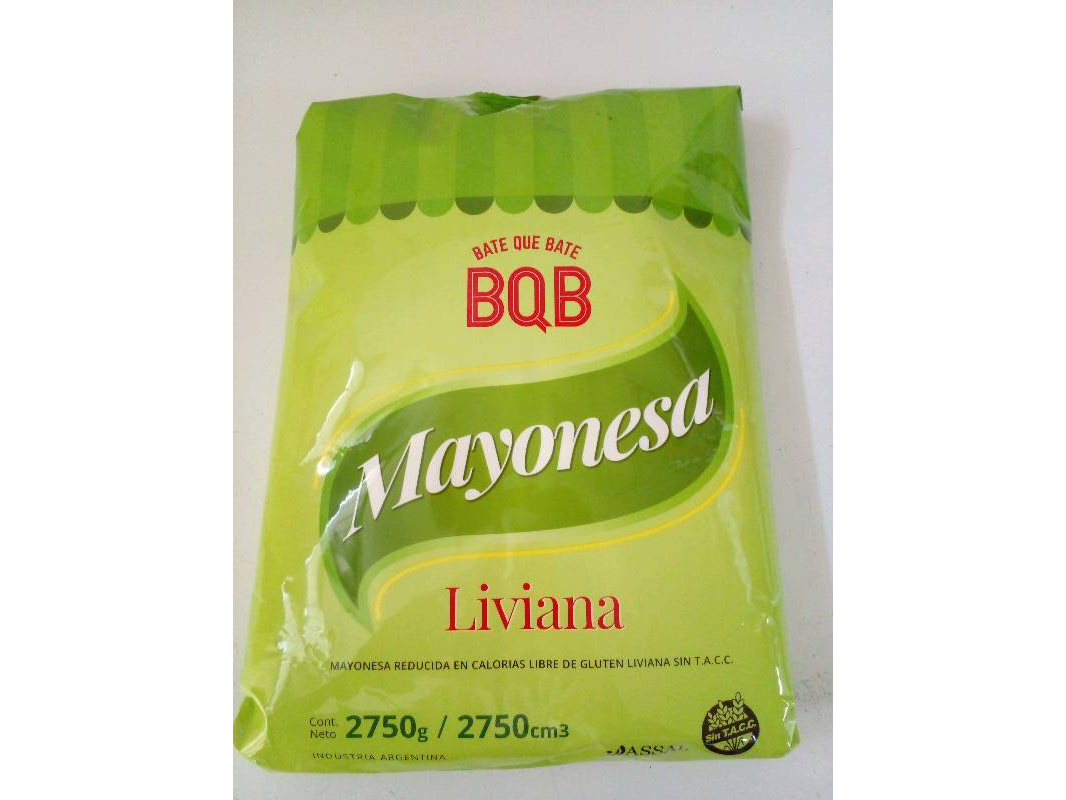 BATE QUE BATE
BQB
Mayonesa
Liviana
MAYONESA REDUCIDA EN CALORIAS LIBRE DE GLUTEN LIVIANA SIN T.A.C.C.
Cont. Neto 2750g / 2750cm3
INDUSTRIA ARGENTINA
Sin T.A.C.C.